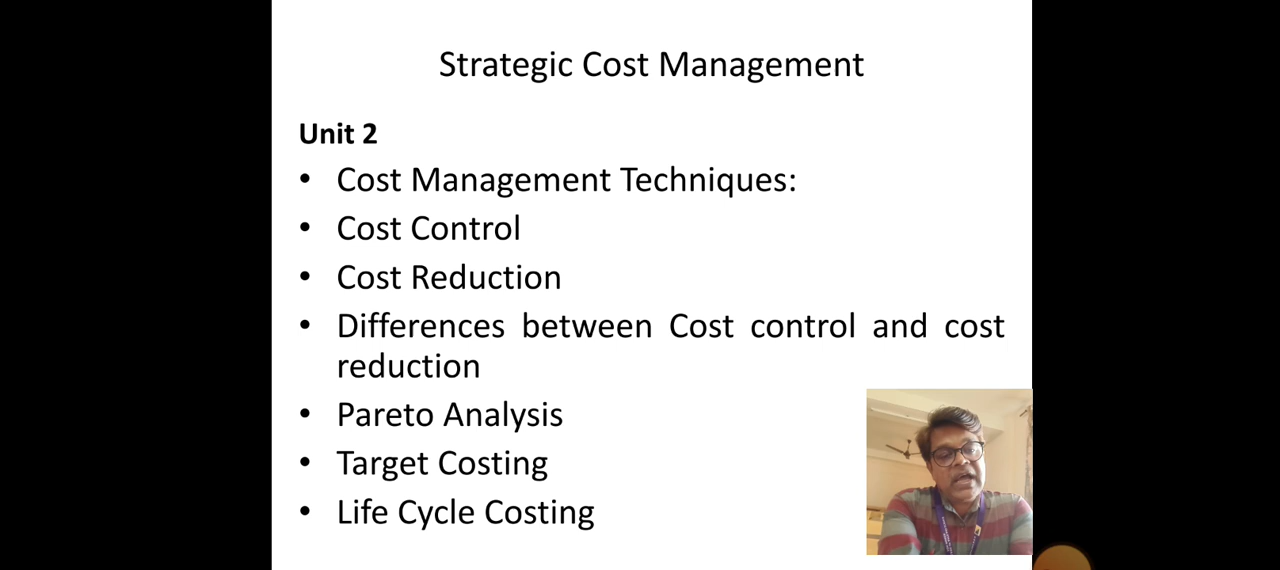 Strategic Cost Management
Unit 2
• Cost Management Techniques:
• Cost Control
• Cost Reduction
• Differences between Cost control and cost
reduction
• Pareto Analysis
• Target Costing
• Life Cycle Costing